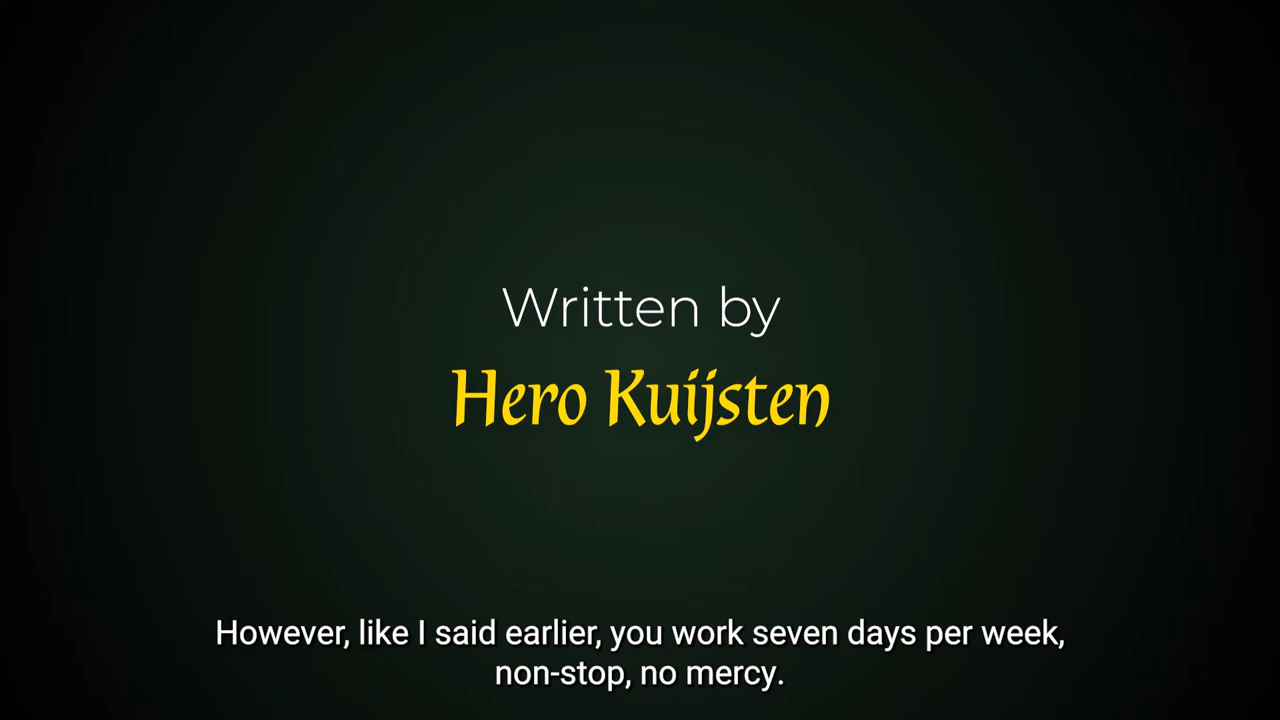 Written by
Hero Kuijsten
However, like I said earlier, you work seven days per week,
non-stop, no mercy.